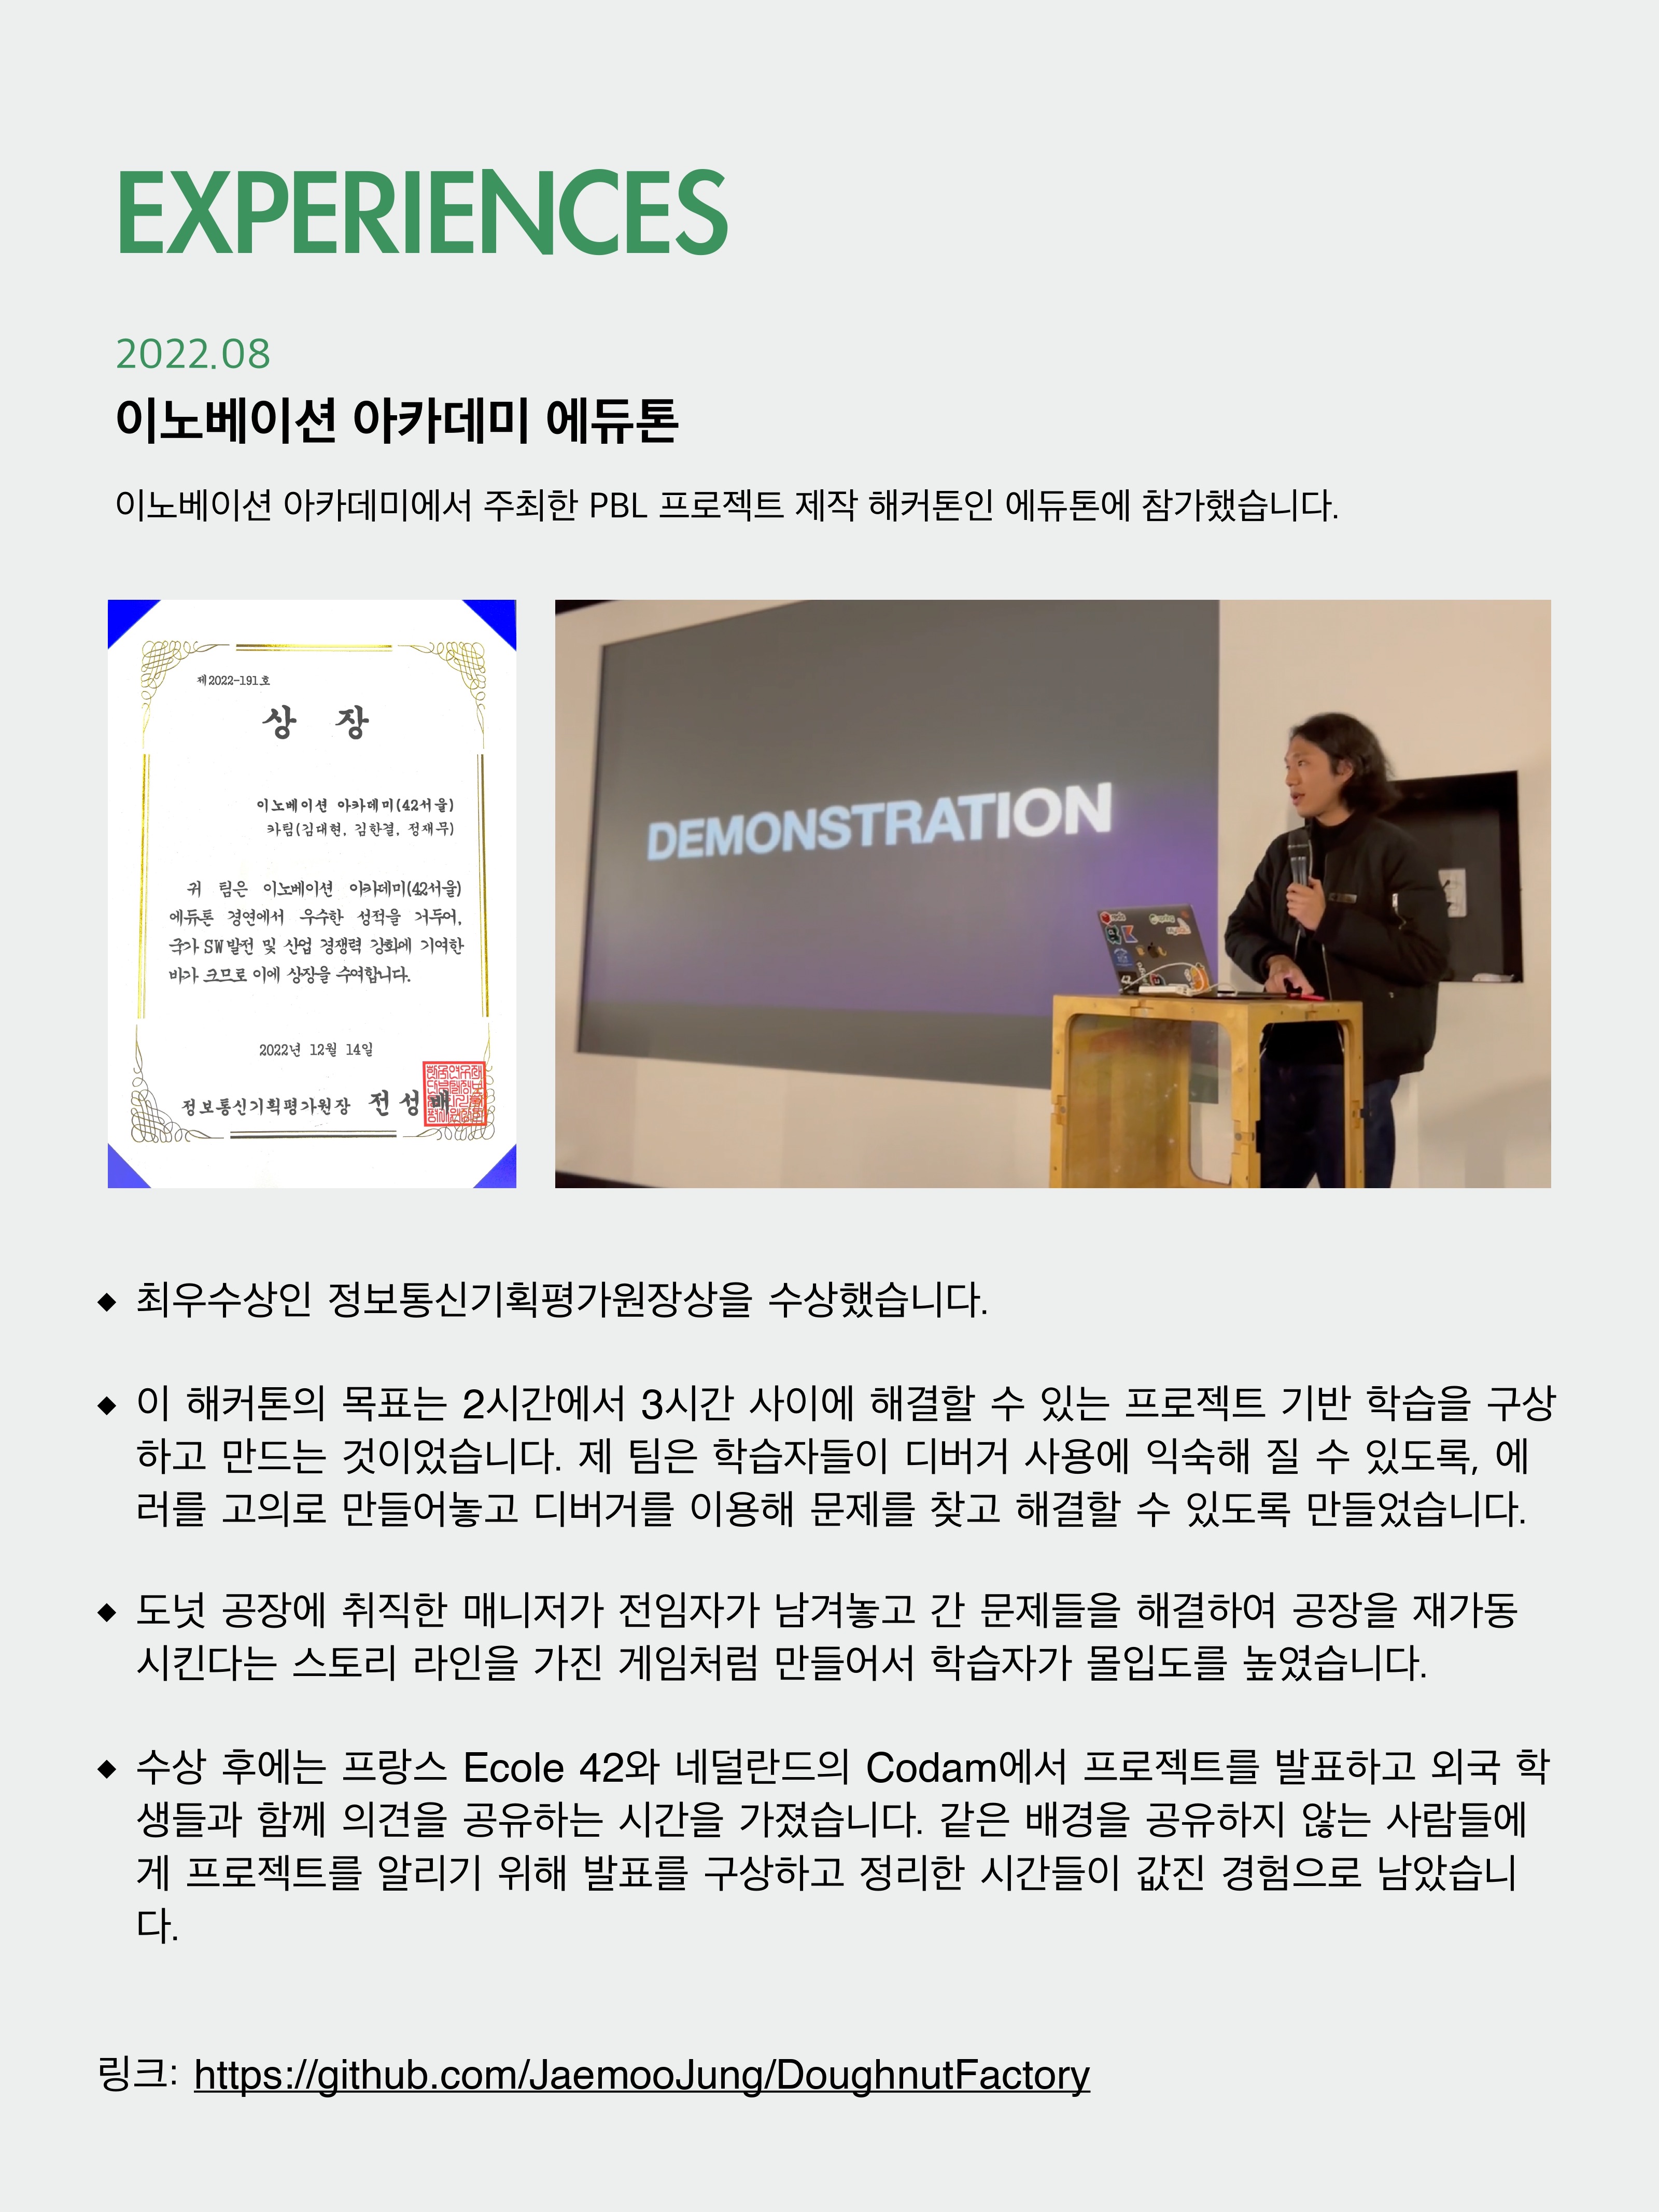 EXPERIENCES
2022.08
이노베이션 아카데미 에듀톤
이노베이션 아카데미에서 주최한 PBL 프로젝트 제작 해커톤인 에듀톤에 참가했습니다.
제2022-191호
상 장
이노베이션 아카데미(42서울)
카팀(김대현, 김한결, 정재무)
귀 팀은 이노베이션 아카데미(42서울)
에듀톤 경연에서 우수한 성적을 거두어,
국가 SW발전 및 산업 경쟁력 강화에 기여한
바가 크므로 이에 상장을 수여합니다.
2022년 12월 14일
정보통신기획평가원장 전성배
DEMONSTRATION
◆ 최우수상인 정보통신기획평가원장상을 수상했습니다.
◆ 이 해커톤의 목표는 2시간에서 3시간 사이에 해결할 수 있는 프로젝트 기반 학습을 구상
하고 만드는 것이었습니다. 제 팀은 학습자들이 디버거 사용에 익숙해 질 수 있도록, 에
러를 고의로 만들어놓고 디버거를 이용해 문제를 찾고 해결할 수 있도록 만들었습니다.
◆ 도넛 공장에 취직한 매니저가 전임자가 남겨놓고 간 문제들을 해결하여 공장을 재가동
시킨다는 스토리 라인을 가진 게임처럼 만들어서 학습자가 몰입도를 높였습니다.
◆ 수상 후에는 프랑스 Ecole 42와 네덜란드의 Codam에서 프로젝트를 발표하고 외국 학
생들과 함께 의견을 공유하는 시간을 가졌습니다. 같은 배경을 공유하지 않는 사람들에
게 프로젝트를 알리기 위해 발표를 구상하고 정리한 시간들이 값진 경험으로 남았습니
다.
링크: https://github.com/JaemooJung/DoughnutFactory